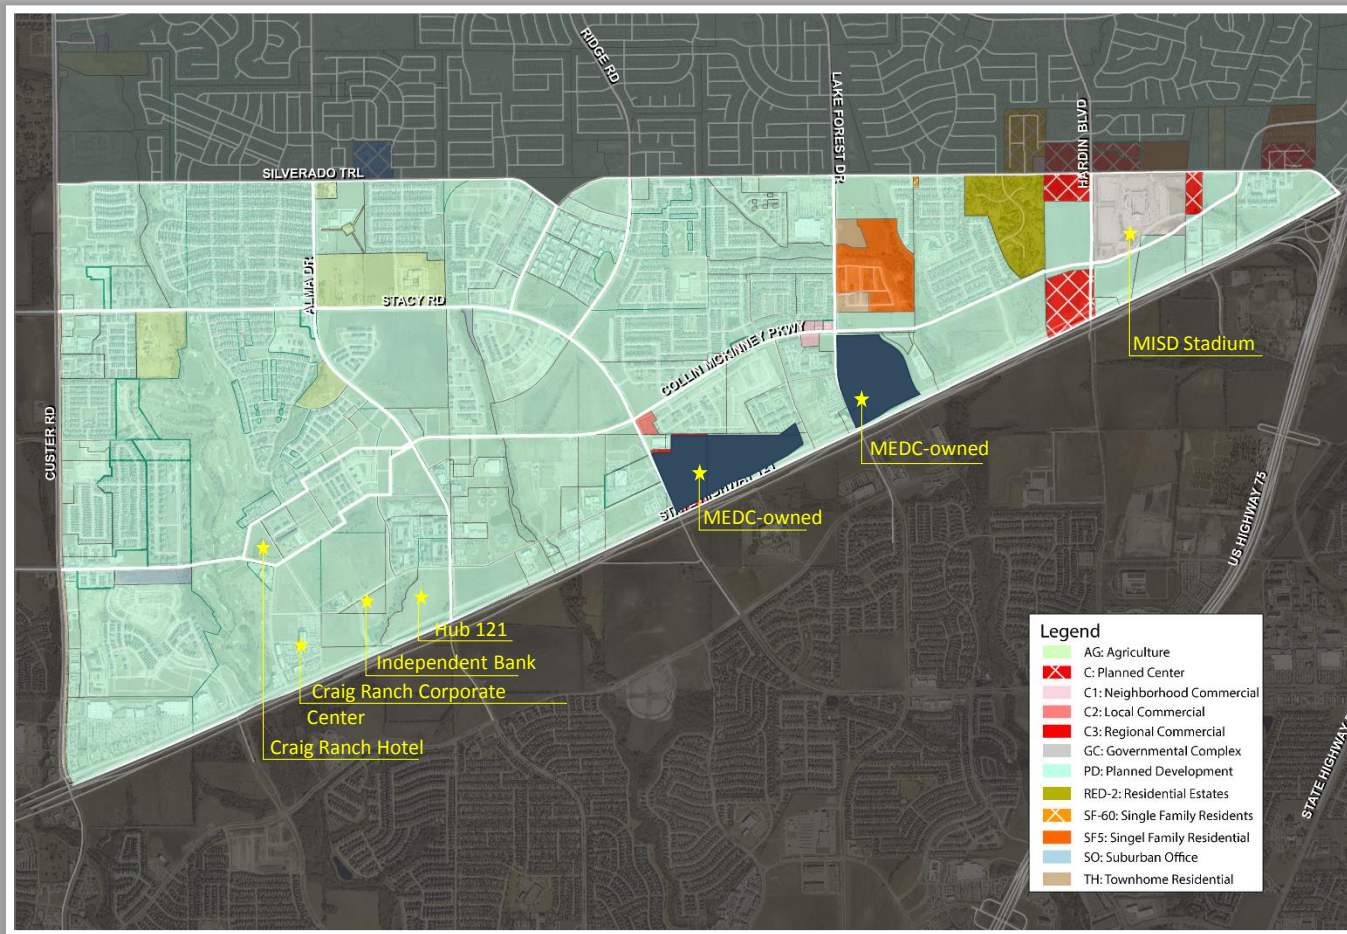 RIDGE RD
LAKE FOREST DR
HARDIN BLVD
SILVERADO TRL
ALMA DR
STACY RD
COLLIN MCKINNEY PKWY
MISD Stadium
CUSTER RD
MEDC-owned
MEDC-owned
US HIGHWAY 75
Hub 121
Independent Bank
Craig Ranch Corporate
Center
Craig Ranch Hotel
STATE HIGHWAY
Legend
AG: Agriculture
C: Planned Center
C1: Neighborhood Commercial
C2: Local Commercial
C3: Regional Commercial
GC: Governmental Complex
PD: Planned Development
RED-2: Residential Estates
SF-60: Single Family Residents
SF5: Singel Family Residential
SO: Suburban Office
TH: Townhome Residential